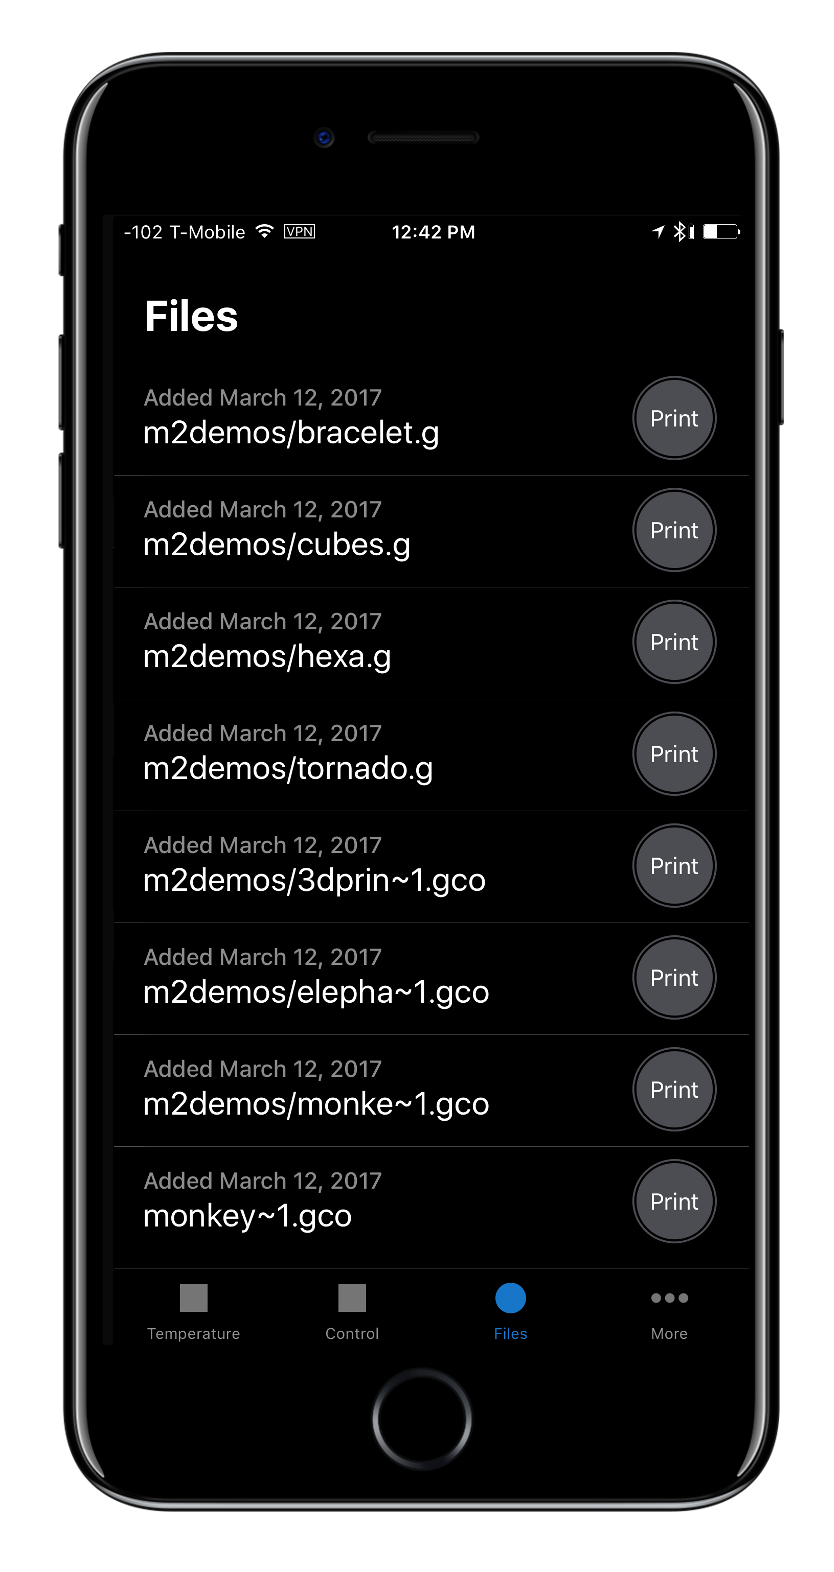 -102 T-Mobile VPN 12:42 PM
Files
Added March 12, 2017
m2demos/bracelet.g
Print
Added March 12, 2017
m2demos/cubes.g
Print
Added March 12, 2017
m2demos/hexa.g
Print
Added March 12, 2017
m2demos/tornado.g
Print
Added March 12, 2017
m2demos/3dprin~1.gco
Print
Added March 12, 2017
m2demos/elepha~1.gco
Print
Added March 12, 2017
m2demos/monke~1.gco
Print
Added March 12, 2017
monkey~1.gco
Print
Temperature Control Files More